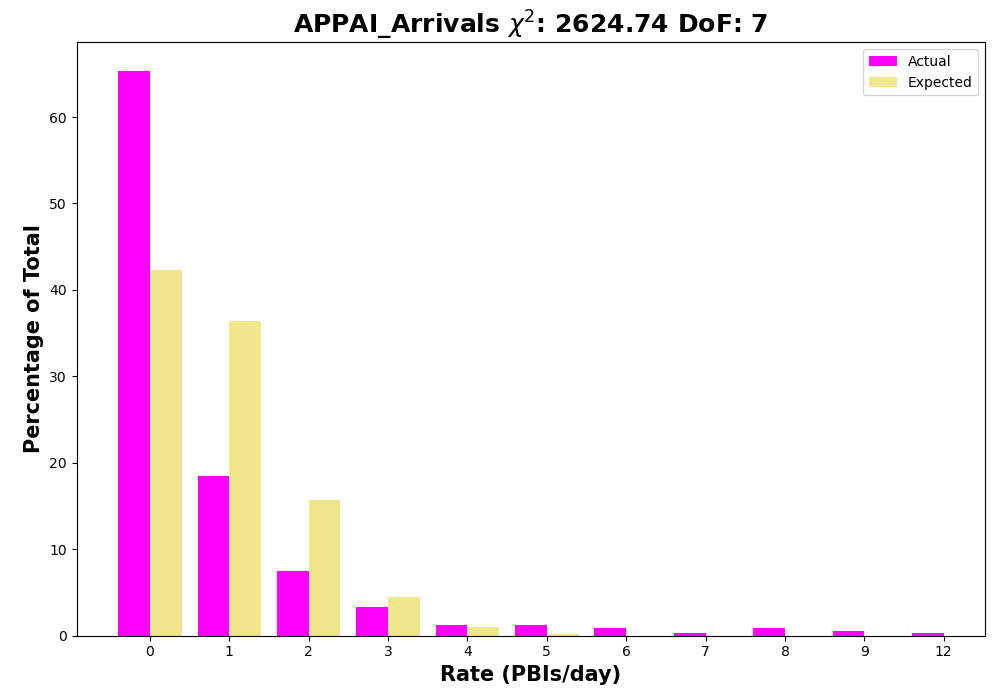 APPAI_Arrivals χ²: 2624.74 DoF: 7
Actual
Expected
Percentage of Total
60
50
40
30
20
10
0
0 1 2 3 4 5 6 7 8 9 12
Rate (PBIs/day)